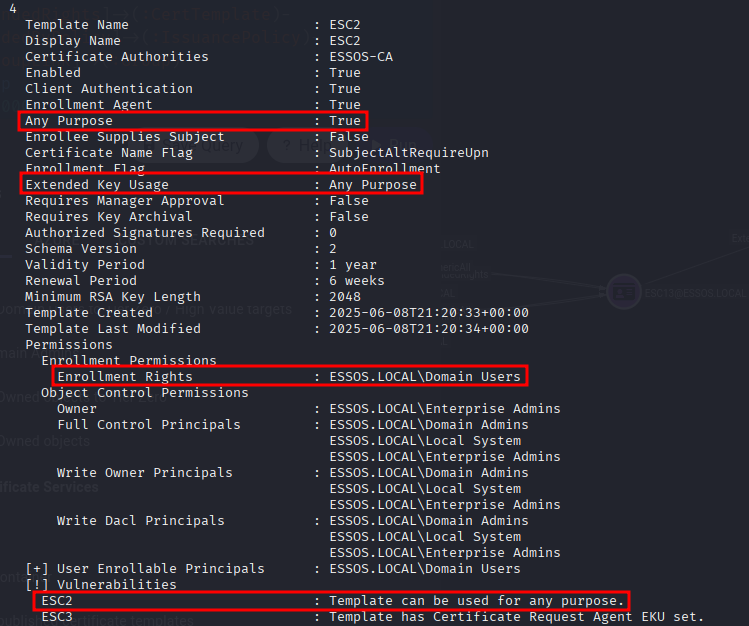 4
Template Name : ESC2
Display Name : ESC2
Certificate Authorities : ESSOS-CA
Enabled : True
Client Authentication : True
Enrollment Agent : True
Any Purpose : True
Enrollee Supplies Subject : False
Certificate Name Flag : SubjectAltRequireUpn
Enrollment Flag : AutoEnrollment
Extended Key Usage : Any Purpose
Requires Manager Approval : False
Requires Key Archival : False
Authorized Signatures Required : 0
Schema Version : 2
Validity Period : 1 year
Renewal Period : 6 weeks
Minimum RSA Key Length : 2048
Template Created : 2025-06-08T21:20:33+00:00
Template Last Modified : 2025-06-08T21:20:34+00:00
Permissions
Enrollment Permissions
Enrollment Rights : ESSOS.LOCAL\Domain Users
Object Control Permissions
Owner : ESSOS.LOCAL\Enterprise Admins
Full Control Principals : ESSOS.LOCAL\Domain Admins
ESSOS.LOCAL\Local System
ESSOS.LOCAL\Enterprise Admins
Write Owner Principals : ESSOS.LOCAL\Domain Admins
ESSOS.LOCAL\Local System
ESSOS.LOCAL\Enterprise Admins
Write Dacl Principals : ESSOS.LOCAL\Domain Admins
ESSOS.LOCAL\Local System
ESSOS.LOCAL\Enterprise Admins
[+] User Enrollable Principals : ESSOS.LOCAL\Domain Users
[!] Vulnerabilities
ESC2 : Template can be used for any purpose.
ESC3 : Template has Certificate Request Agent EKU set.